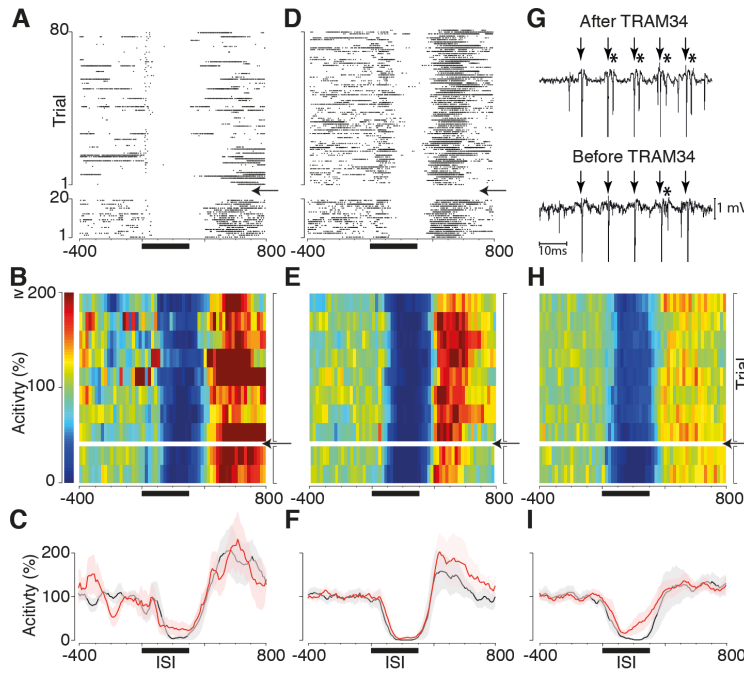 A
D
G
80
Trial
1
20
1
-400
800
-400
800
After TRAM34
*
*
*
*
Before TRAM34
*
1 mV
10ms
B
E
H
≥
200
100
0
Acitivty (%)
-400
800
-400
800
-400
800
Trial
C
F
I
200
100
0
Acitivty (%)
-400
ISI
800
-400
ISI
800
-400
ISI
800